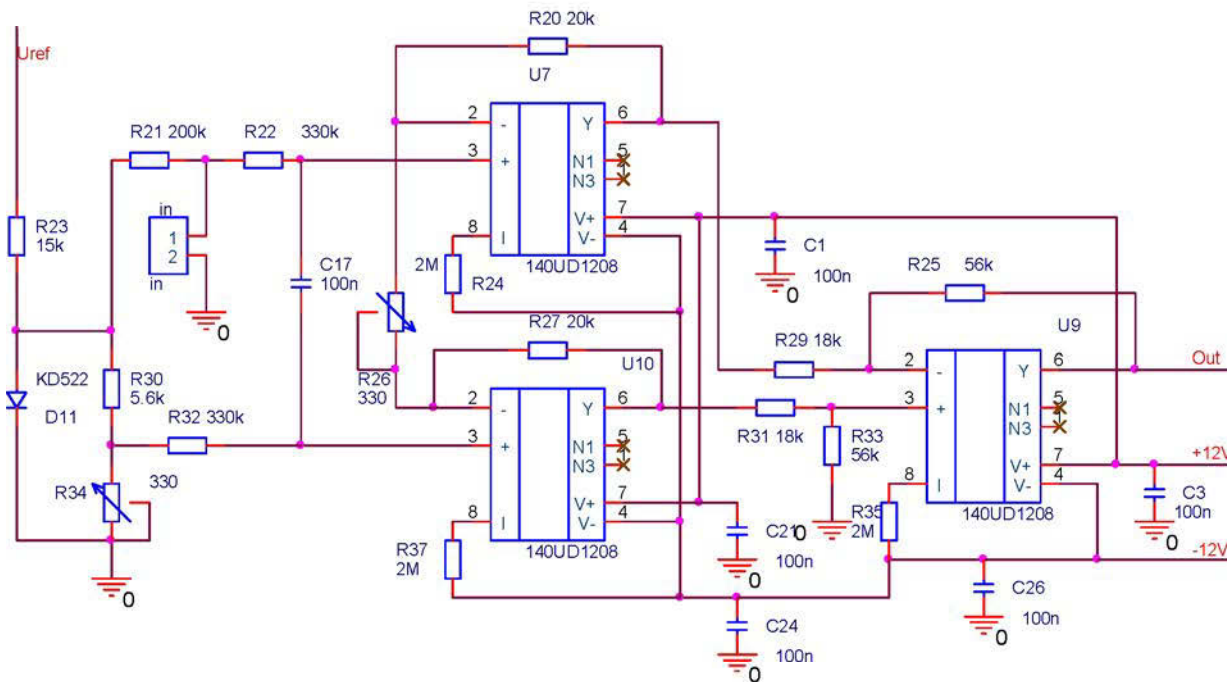 R20 20k
Uref
U7
2
-
Y
6
R21 200k
R22
330k
3
+
N1
5
N3
in
1
2
in
R23
15k
V+
7
8
I
V-
4
C1
100n
0
140UD1208
2M
R24
C17
100n
0
R25
56k
R27 20k
U9
R29 18k
U10
KD522
D11
R30
5.6k
R26
330
2
-
Y
6
Out
R32 330k
2
-
Y
6
3
+
N1
5
N3
R31 18k
R33
56k
3
+
N1
5
N3
R34
330
V+
7
+12V
8
I
V-
4
V+
7
8
I
V-
4
C21
100n
0
R35
2M
C3
100n
0
140UD1208
140UD1208
R37
2M
0
-12V
0
C26
100n
0
C24
100n
0